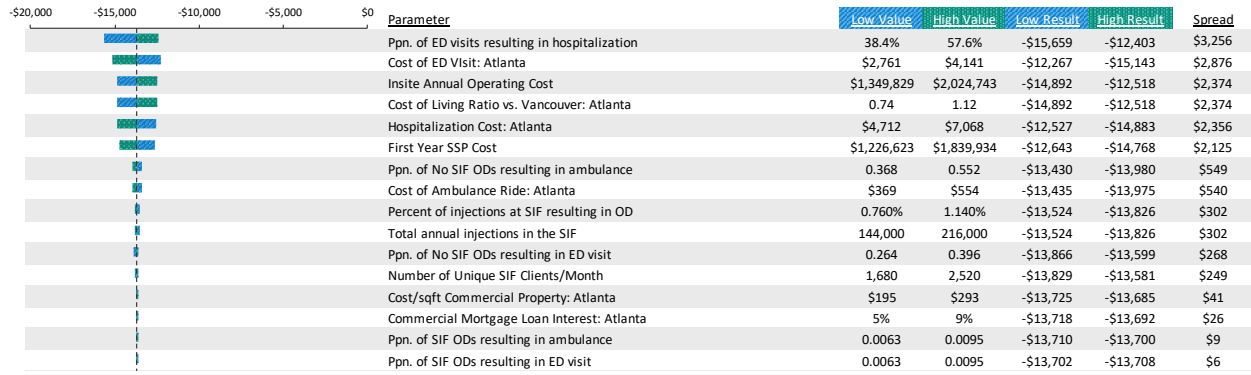 -$20,000 -$15,000 -$10,000 -$5,000 $0
Parameter Low Value High Value Low Result High Result Spread
Ppn. of ED visits resulting in hospitalization 38.4% 57.6% -$15,659 -$12,403 $3,256
Cost of ED VIsit: Atlanta $2,761 $4,141 -$12,267 -$15,143 $2,876
Insite Annual Operating Cost $1,349,829 $2,024,743 -$14,892 -$12,518 $2,374
Cost of Living Ratio vs. Vancouver: Atlanta 0.74 1.12 -$14,892 -$12,518 $2,374
Hospitalization Cost: Atlanta $4,712 $7,068 -$12,527 -$14,883 $2,356
First Year SSP Cost $1,226,623 $1,839,934 -$12,643 -$14,768 $2,125
Ppn. of No SIF ODs resulting in ambulance 0.368 0.552 -$13,430 -$13,980 $549
Cost of Ambulance Ride: Atlanta $369 $554 -$13,435 -$13,975 $540
Percent of injections at SIF resulting in OD 0.760% 1.140% -$13,524 -$13,826 $302
Total annual injections in the SIF 144,000 216,000 -$13,524 -$13,826 $302
Ppn. of No SIF ODs resulting in ED visit 0.264 0.396 -$13,866 -$13,599 $268
Number of Unique SIF Clients/Month 1,680 2,520 -$13,829 -$13,581 $249
Cost/sqft Commercial Property: Atlanta $195 $293 -$13,725 -$13,685 $41
Commercial Mortgage Loan Interest: Atlanta 5% 9% -$13,718 -$13,692 $26
Ppn. of SIF ODs resulting in ambulance 0.0063 0.0095 -$13,710 -$13,700 $9
Ppn. of SIF ODs resulting in ED visit 0.0063 0.0095 -$13,702 -$13,708 $6